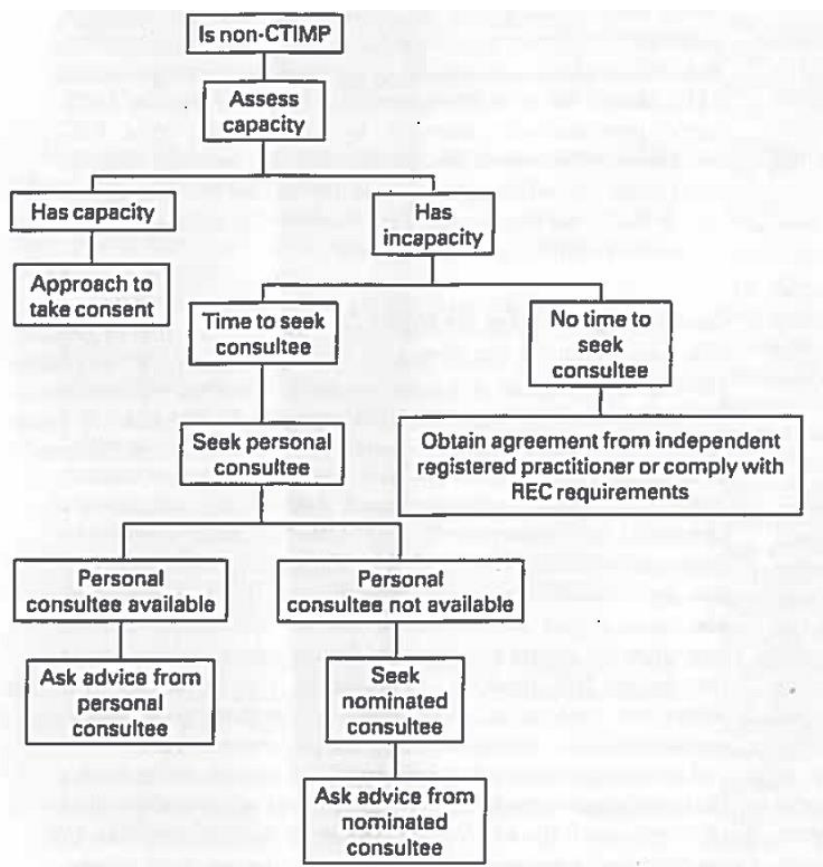 Is non-CTIMP
Assess
capacity
Has capacity
Has
incapacity
Approach to
take consent
Time to seek
consultee
No time to
seek
consultee
Seek personal
consultee
Obtain agreement from independent
registered practitioner or comply with
REC requirements
Personal
consultee available
Personal
consultee not available
Ask advice from
personal
consultee
Seek
nominated
consultee
Ask advice from
nominated
consultee